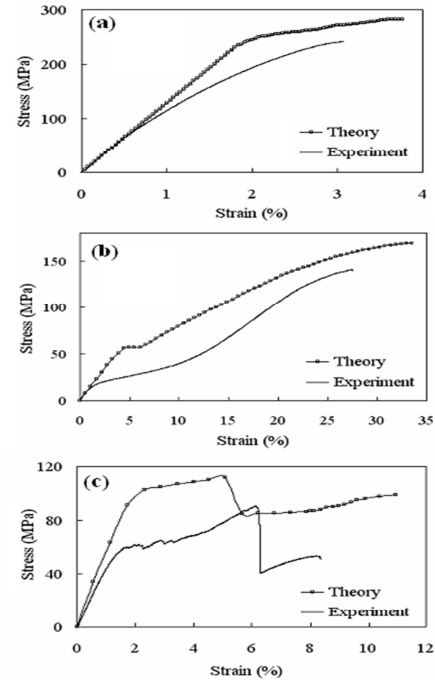 (a)
300
200
100
0
Stress (MPa)
Theory
Experiment
0 1 2 3 4
Strain (%)
(b)
150
100
50
0
Stress (MPa)
Theory
Experiment
0 5 10 15 20 25 30 35
Strain (%)
(c)
120
80
40
0
Stress (MPa)
Theory
Experiment
0 2 4 6 8 10 12
Strain (%)